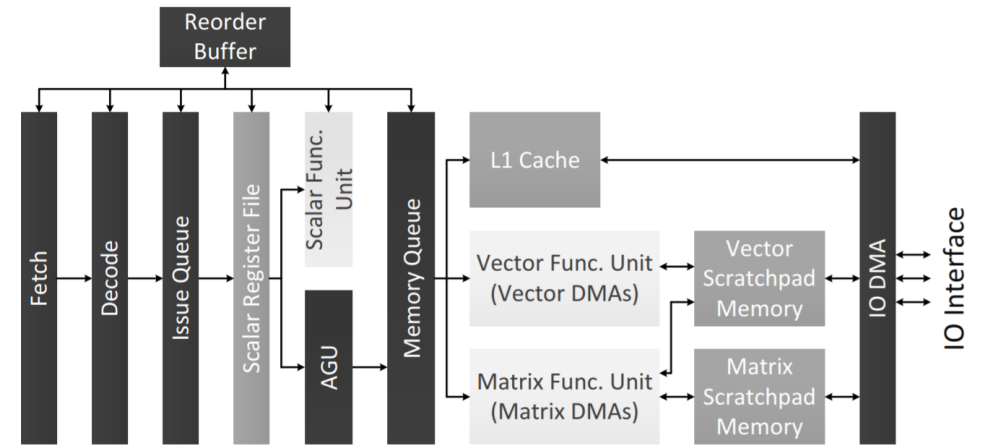 Reorder
Buffer
Fetch
Decode
Issue Queue
Scalar Register File
Scalar Func.
Unit
AGU
Memory Queue
L1 Cache
Vector Func. Unit
(Vector DMAs)
Vector
Scratchpad
Memory
Matrix Func. Unit
(Matrix DMAs)
Matrix
Scratchpad
Memory
IO DMA
IO Interface